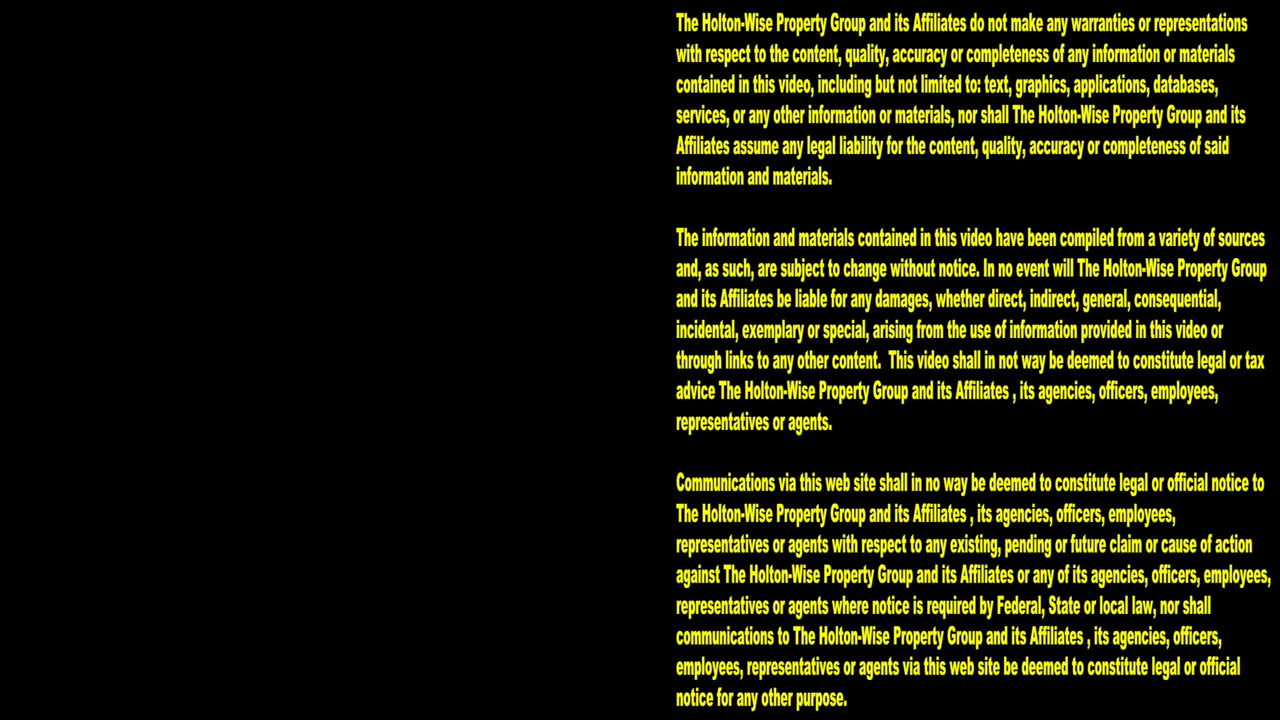 The Holton-Wise Property Group and its Affiliates do not make any warranties or representations
with respect to the content, quality, accuracy or completeness of any information or materials
contained in this video, including but not limited to: text, graphics, applications, databases,
services, or any other information or materials, nor shall The Holton-Wise Property Group and its
Affiliates assume any legal liability for the content, quality, accuracy or completeness of said
information and materials.
The information and materials contained in this video have been compiled from a variety of sources
and, as such, are subject to change without notice. In no event will The Holton-Wise Property Group
and its Affiliates be liable for any damages, whether direct, indirect, general, consequential,
incidental, exemplary or special, arising from the use of information provided in this video or
through links to any other content.  This video shall in not way be deemed to constitute legal or tax
advice The Holton-Wise Property Group and its Affiliates , its agencies, officers, employees,
representatives or agents.
Communications via this web site shall in no way be deemed to constitute legal or official notice to
The Holton-Wise Property Group and its Affiliates , its agencies, officers, employees,
representatives or agents with respect to any existing, pending or future claim or cause of action
against The Holton-Wise Property Group and its Affiliates or any of its agencies, officers, employees,
representatives or agents where notice is required by Federal, State or local law, nor shall
communications to The Holton-Wise Property Group and its Affiliates , its agencies, officers,
employees, representatives or agents via this web site be deemed to constitute legal or official
notice for any other purpose.